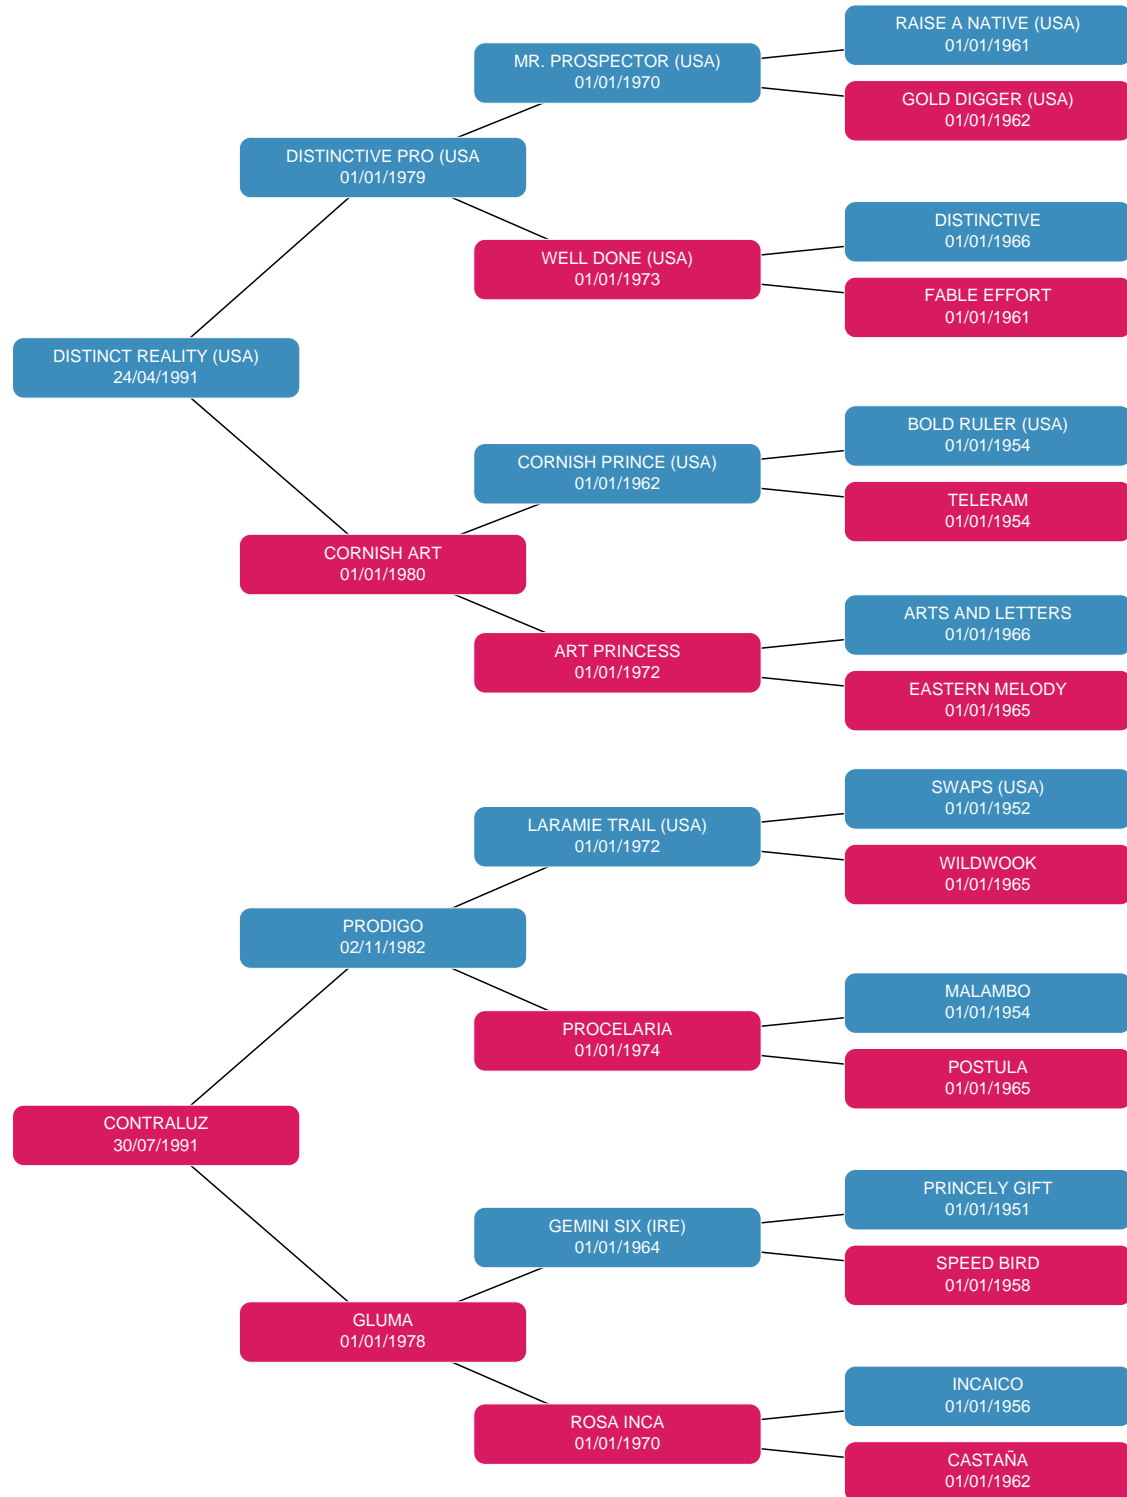 RAISE A NATIVE (USA)
01/01/1961
MR. PROSPECTOR (USA)
01/01/1970
GOLD DIGGER (USA)
01/01/1962
DISTINCTIVE PRO (USA
01/01/1979
DISTINCTIVE
01/01/1966
WELL DONE (USA)
01/01/1973
FABLE EFFORT
01/01/1961
DISTINCT REALITY (USA)
24/04/1991
BOLD RULER (USA)
01/01/1954
CORNISH PRINCE (USA)
01/01/1962
TELERAM
01/01/1954
CORNISH ART
01/01/1980
ARTS AND LETTERS
01/01/1966
ART PRINCESS
01/01/1972
EASTERN MELODY
01/01/1965
SWAPS (USA)
01/01/1952
LARAMIE TRAIL (USA)
01/01/1972
WILDWOOK
01/01/1965
PRODIGO
02/11/1982
MALAMBO
01/01/1954
PROCELARIA
01/01/1974
POSTULA
01/01/1965
CONTRALUZ
30/07/1991
PRINCELY GIFT
01/01/1951
GEMINI SIX (IRE)
01/01/1964
SPEED BIRD
01/01/1958
GLUMA
01/01/1978
INCAICO
01/01/1956
ROSA INCA
01/01/1970
CASTAÑA
01/01/1962